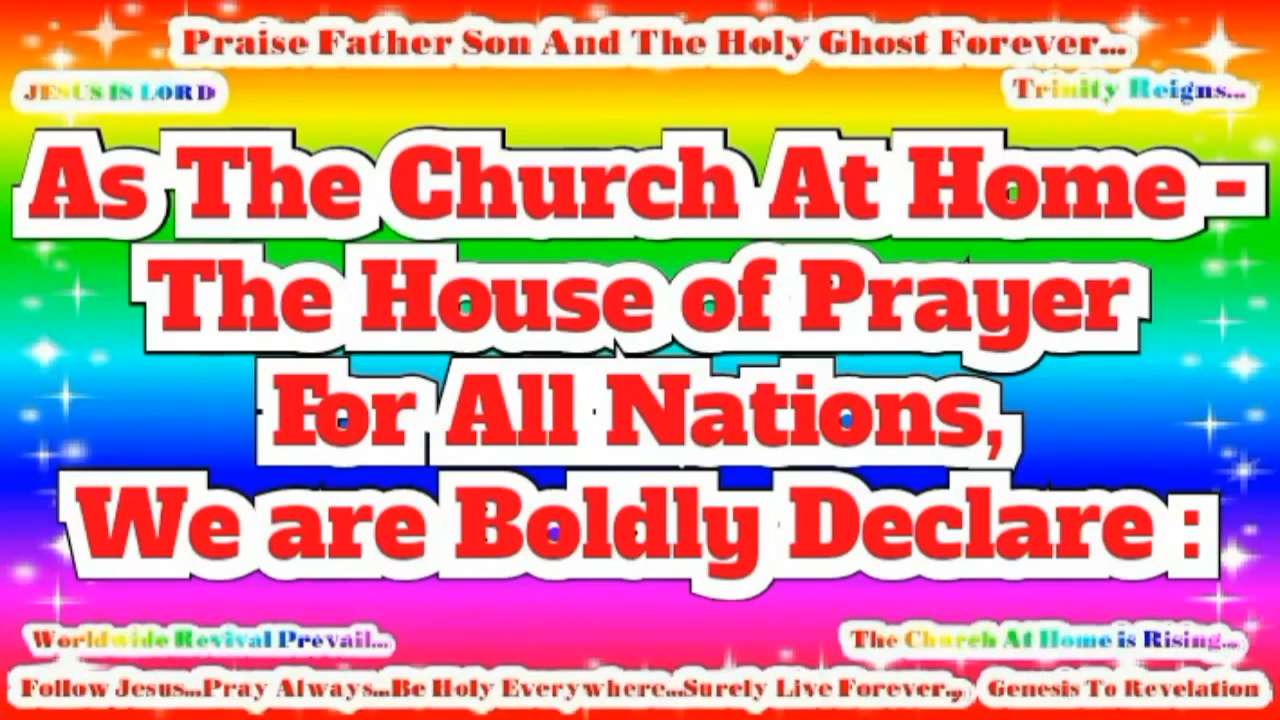 Praise Father Son And The Holy Ghost Forever...
JESUS IS LORD
Trinity Reigns...
As The Church At Home -
The House of Prayer
For All Nations,
We are Boldly Declare :
Worldwide Revival Prevail...
The Church At Home is Rising...
Follow Jesus...Pray Always...Be Holy Everywhere...Surely Live Forever..,
Genesis To Revelation